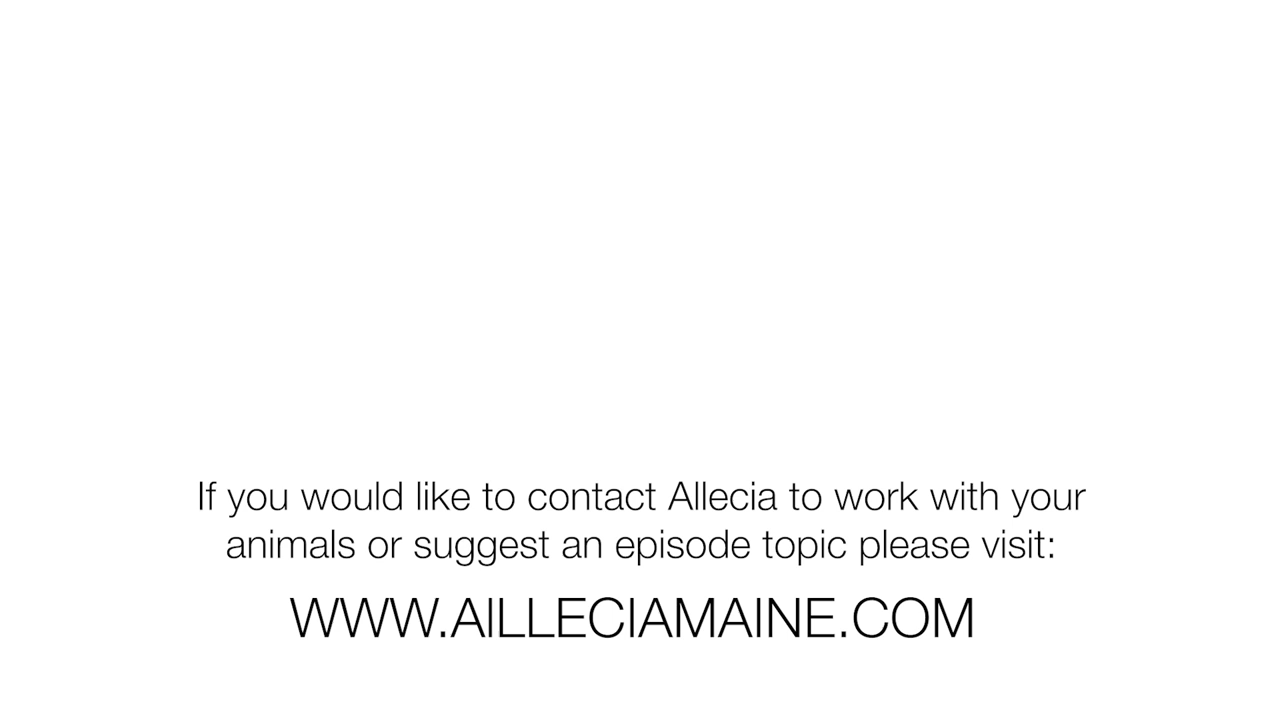 If you would like to contact Allecia to work with your
animals or suggest an episode topic please visit:
WWW.AILLECIAMAINE.COM